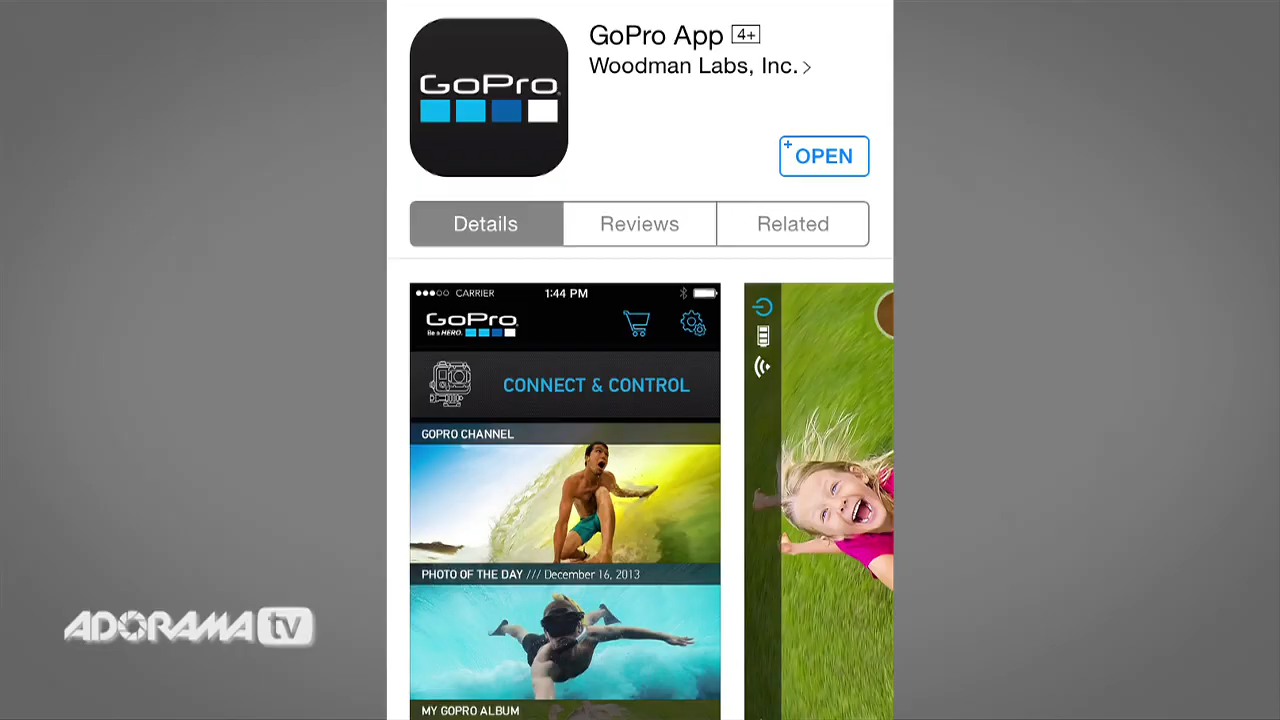 GoPro
GoPro App 4+
Woodman Labs, Inc.
+OPEN
Details
Reviews
Related
CARRIER
1:44 PM
GoPro
Be a HERO.
CONNECT & CONTROL
GOPRO CHANNEL
PHOTO OF THE DAY /// December 16, 2013
MY GOPRO ALBUM
ADORAMA tv